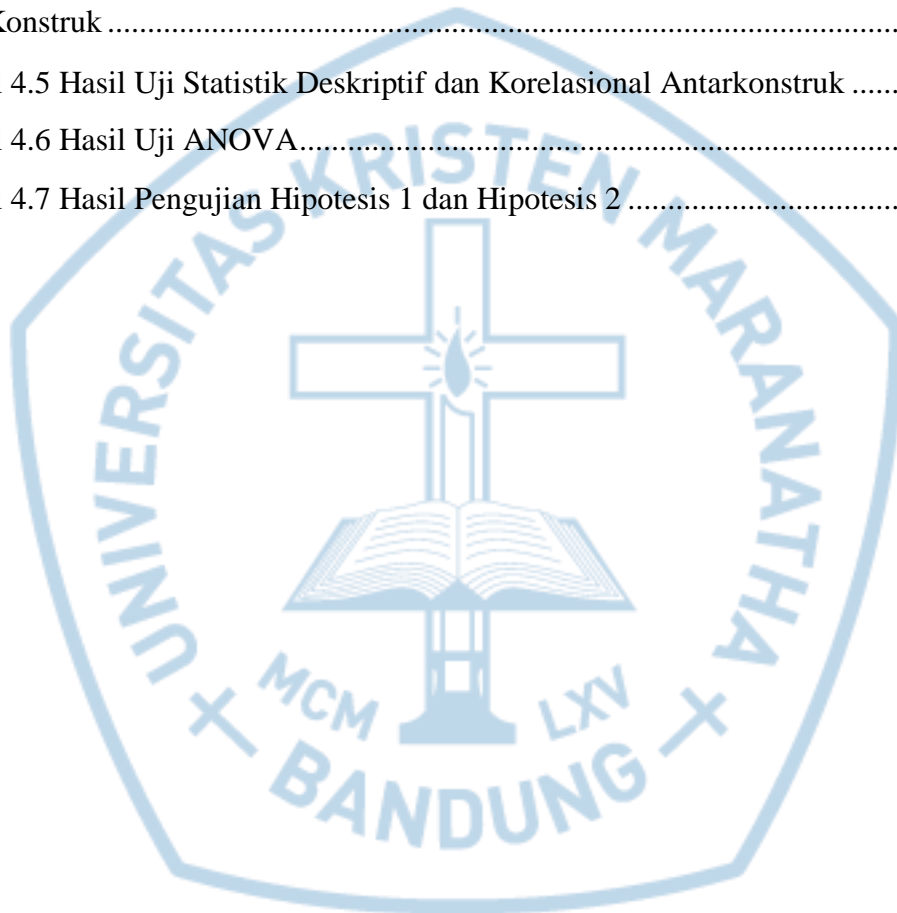 Konstruk ..........................................................................................................
4.5 Hasil Uji Statistik Deskriptif dan Korelasional Antarkonstruk ......
4.6 Hasil Uji ANOVA..........................................................................
4.7 Hasil Pengujian Hipotesis 1 dan Hipotesis 2 .................................
UNIVERSITAS KRISTEN MARANATHA
MCM LXV
+ BANDUNG +